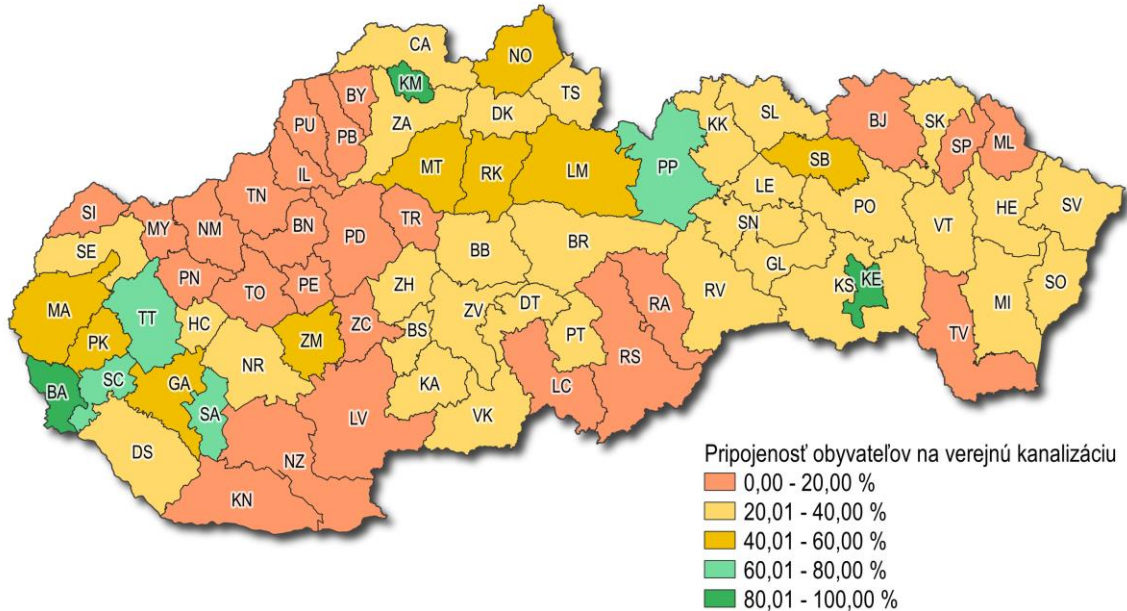 CA
NO
KM
TS
BY
DK
PU
PB
ZA
KK
SL
BJ
SK
SP
ML
IL
MT
RK
LM
PP
SB
LE
TN
SI
MY
NM
BN
PD
TR
PO
VT
HE
SV
SE
BB
BR
SN
GL
PN
TO
PE
ZH
RV
KS
KE
MI
SO
MA
TT
HC
ZM
ZC
BS
ZV
DT
PT
RA
PK
NR
TV
BA
SC
GA
SA
LV
KA
VK
LC
RS
DS
NZ
KN
Pripojenosť obyvateľov na verejnú kanalizáciu
0,00 - 20,00 %
20,01 - 40,00 %
40,01 - 60,00 %
60,01 - 80,00 %
80,01 - 100,00 %